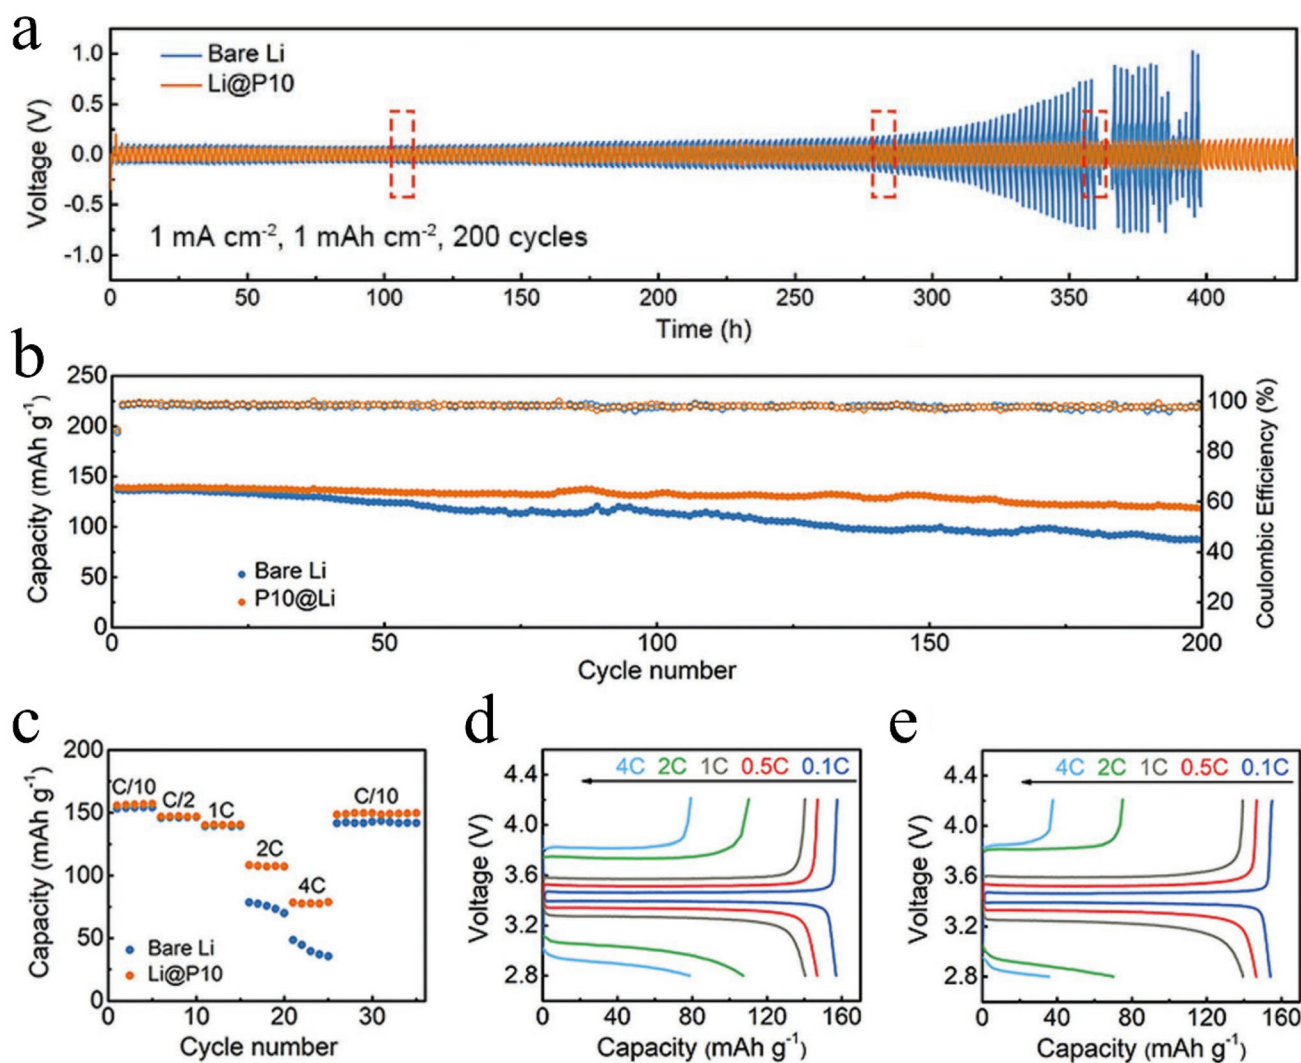 a
Bare Li
Li@P10
1.0
0.5
0.0
-0.5
-1.0
Voltage (V)
1 mA cm⁻², 1 mAh cm⁻², 200 cycles
0 50 100 150 200 250 300 350 400
Time (h)
b
250
200
150
100
50
0
Capacity (mAh g⁻¹)
100
80
60
40
20
Coulombic Efficiency (%)
Bare Li
P10@Li
0 50 100 150 200
Cycle number
c
200
150
100
50
0
Capacity (mAh g⁻¹)
C/10
C/2
1C
2C
4C
C/10
Bare Li
Li@P10
0 10 20 30
Cycle number
d
4C 2C 1C 0.5C 0.1C
4.4
4.0
3.6
3.2
2.8
Voltage (V)
0 40 80 120 160
Capacity (mAh g⁻¹)
e
4C 2C 1C 0.5C 0.1C
4.4
4.0
3.6
3.2
2.8
Voltage (V)
0 40 80 120 160
Capacity (mAh g⁻¹)